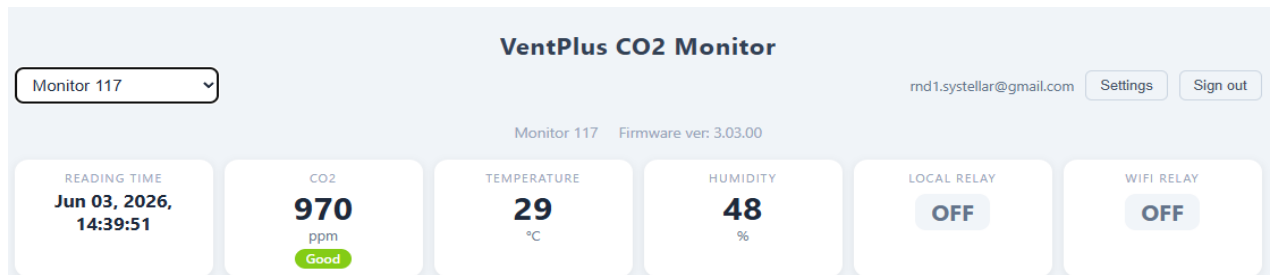 VentPlus CO2 Monitor
Monitor 117
rnd1.systellar@gmail.com Settings Sign out
Monitor 117 Firmware ver: 3.03.00
READING TIME
Jun 03, 2026,
14:39:51
CO2
970
ppm
Good
TEMPERATURE
29
°C
HUMIDITY
48
%
LOCAL RELAY
OFF
WIFI RELAY
OFF